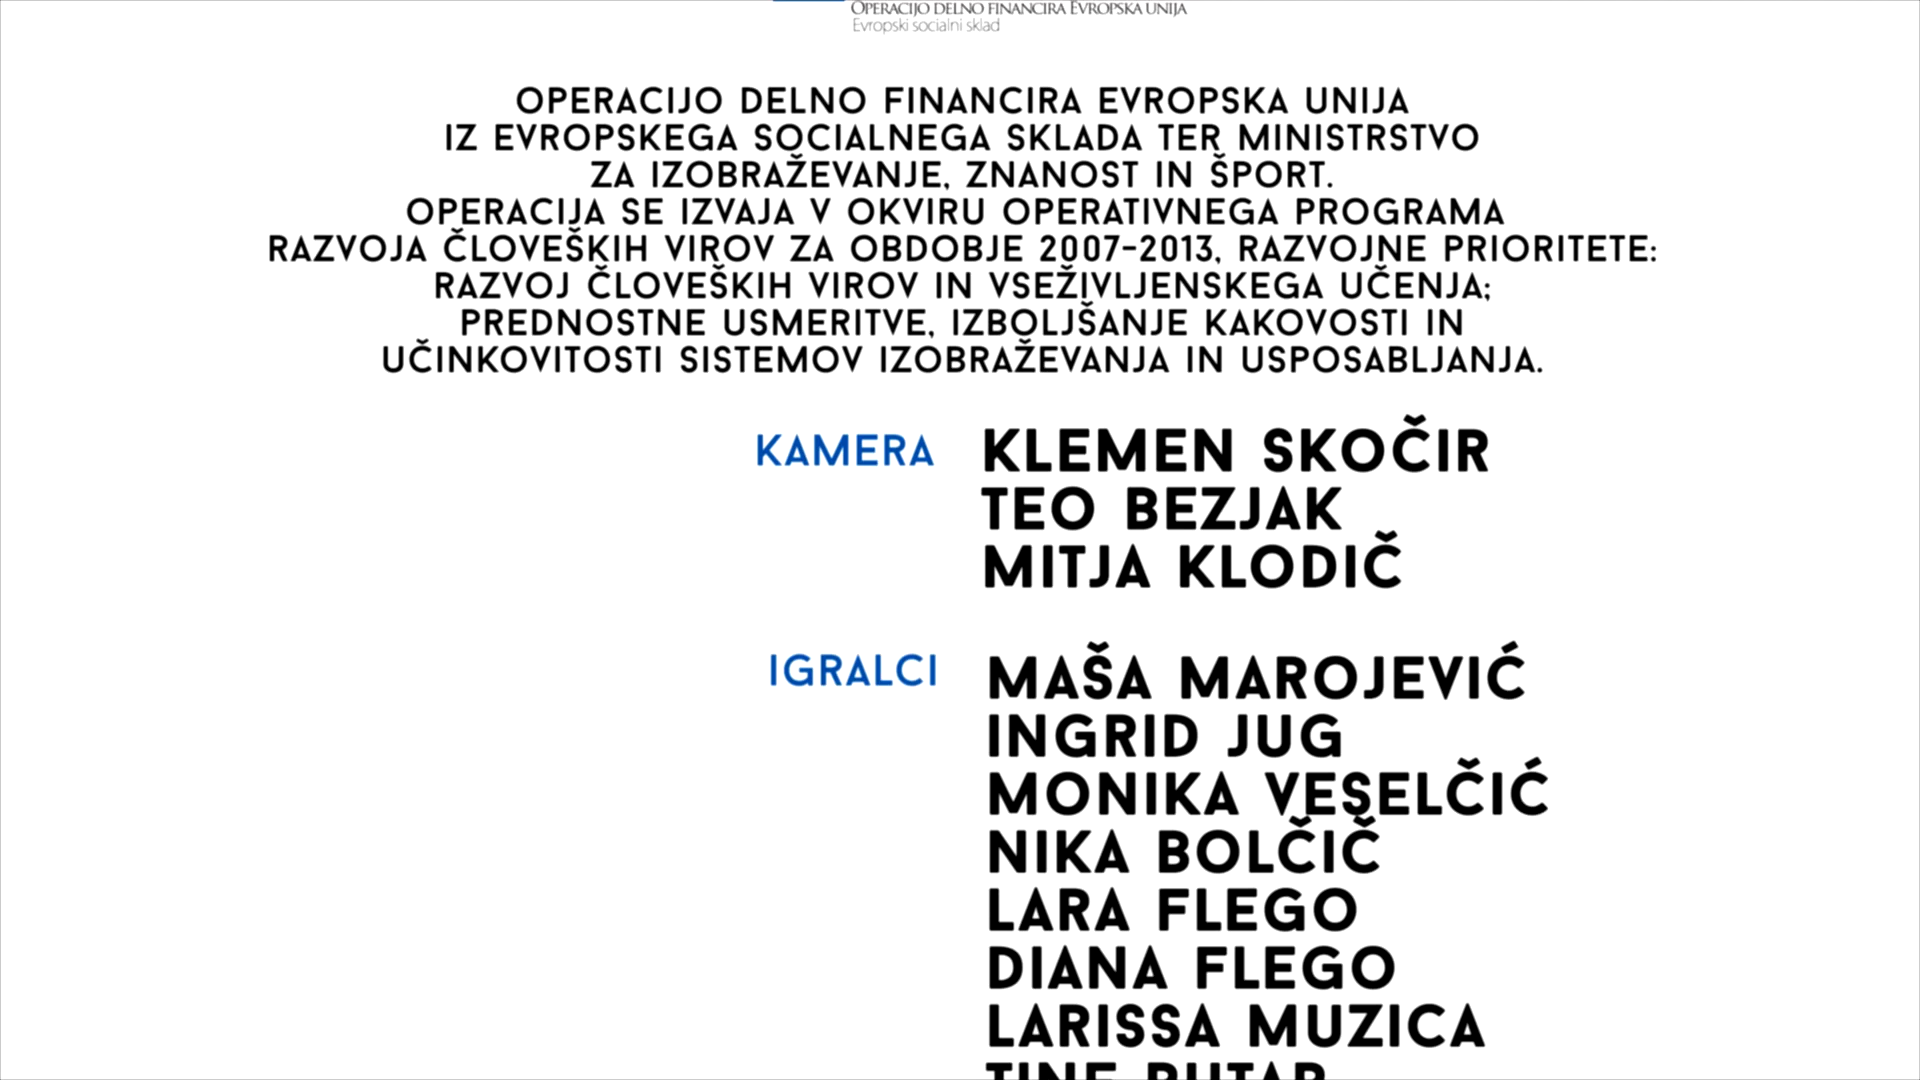 OPERACIJO DELNO FINANCIRA EVROPSKA UNIJA
Evropski socialni sklad
OPERACIJO DELNO FINANCIRA EVROPSKA UNIJA
IZ EVROPSKEGA SOCIALNEGA SKLADA TER MINISTRSTVO
ZA IZOBRAŽEVANJE, ZNANOST IN ŠPORT.
OPERACIJA SE IZVAJA V OKVIRU OPERATIVNEGA PROGRAMA
RAZVOJA ČLOVEŠKIH VIROV ZA OBDOBJE 2007-2013, RAZVOJNE PRIORITETE:
RAZVOJ ČLOVEŠKIH VIROV IN VSEŽIVLJENSKEGA UČENJA;
PREDNOSTNE USMERITVE, IZBOLJŠANJE KAKOVOSTI IN
UČINKOVITOSTI SISTEMOV IZOBRAŽEVANJA IN USPOSABLJANJA.
KAMERA KLEMEN SKOČIR
TEO BEZJAK
MITJA KLODIČ
IGRALCI MAŠA MAROJEVIĆ
INGRID JUG
MONIKA VESELČIĆ
NIKA BOLČIČ
LARA FLEGO
DIANA FLEGO
LARISSA MUZICA